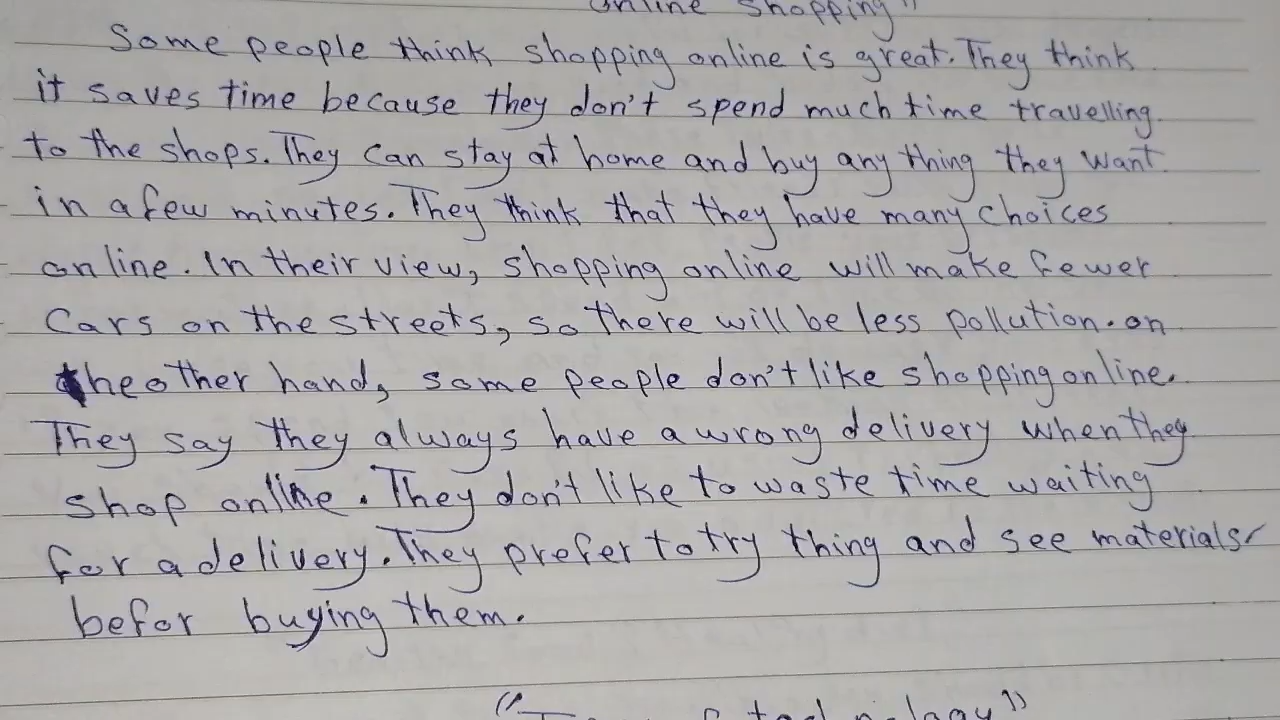 online shopping"
Some people think shopping online is great. They think
it saves time because they don't spend much time travelling
to the shops. They can stay at home and buy any thing they want
in a few minutes. They think that they have many choices
online. In their view, shopping online will make fewer
Cars on the streets, so there will be less pollution. on
the other hand, some people don't like shopping online.
They say they always have a wrong delivery when they
shop online. They don't like to waste time waiting
for a delivery. They prefer to try thing and see materials
befor buying them.